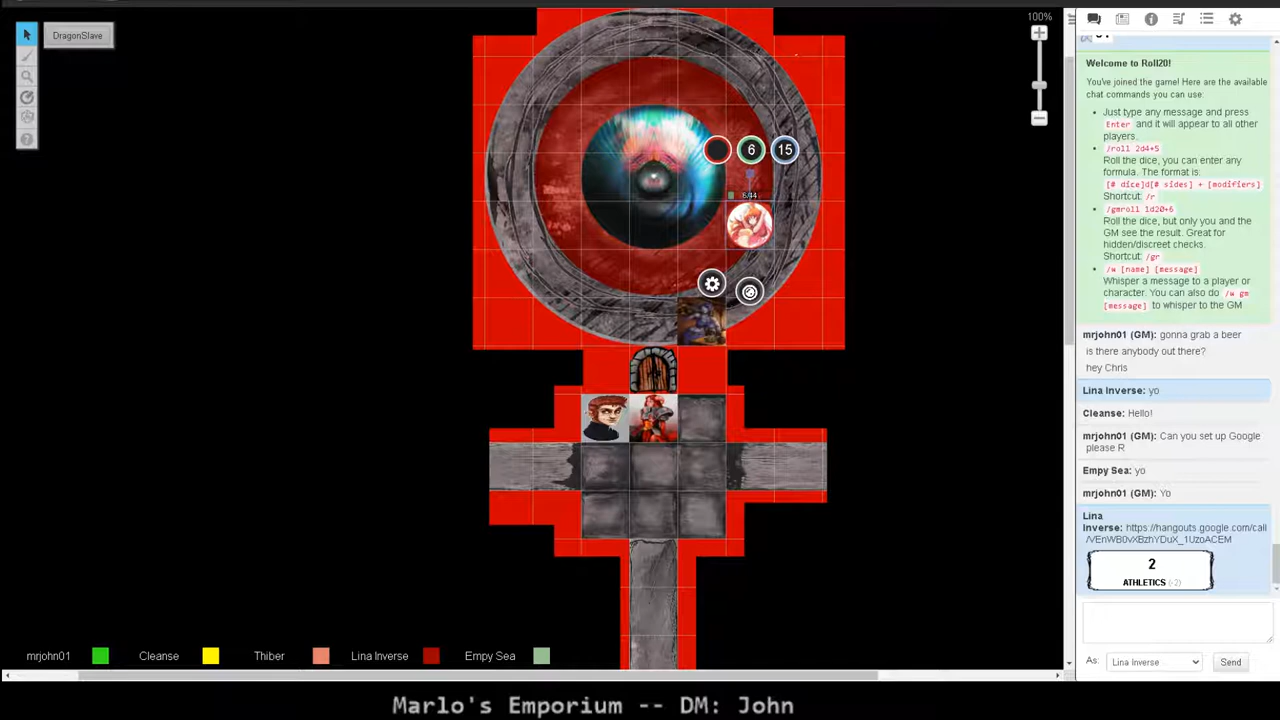 DragonSlave
100%
6
15
6/44
Welcome to Roll20!
You've joined the game! Here are the available
chat commands you can use:
Just type any message and press
Enter and it will appear to all other
players.
/roll 2d4+5
Roll the dice, you can enter any
formula. The format is:
[# dice]d[# sides] + [modifiers]
Shortcut: /r
/gmroll 1d20+6
Roll the dice, but only you and the
GM see the result. Great for
hidden/discreet checks.
Shortcut: /gr
/w [name] [message]
Whisper a message to a player or
character. You can also do /w gm
[message] to whisper to the GM
mrjohn01 (GM): gonna grab a beer
is there anybody out there?
hey Chris
Lina Inverse: yo
Cleanse: Hello!
mrjohn01 (GM): Can you set up Google
please R
Empy Sea: yo
mrjohn01 (GM): Yo
Lina
Inverse: https://hangouts.google.com/call
2
ATHLETICS (-2)
As: Lina Inverse
Send
mrjohn01
Cleanse
Thiber
Lina Inverse
Empy Sea
Marlo's Emporium -- DM: John